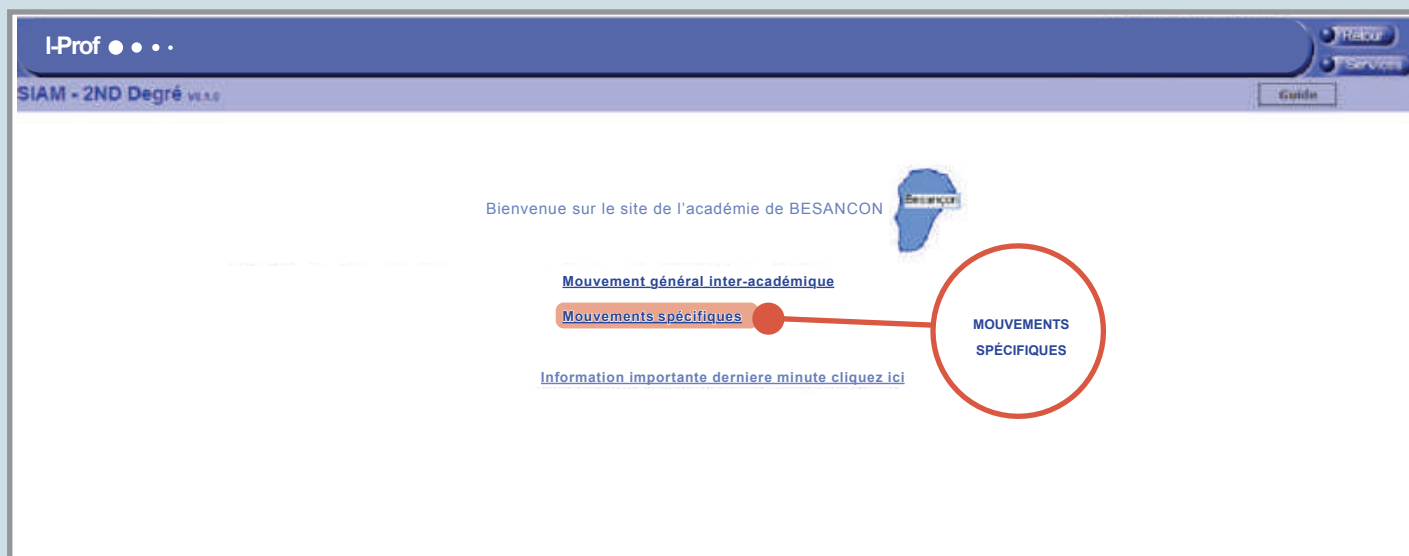 I-Prof
Retour
Services
SIAM - 2ND Degré
Guide
Bienvenue sur le site de l'académie de BESANCON
Besançon
Mouvement général inter-académique
Mouvements spécifiques
MOUVEMENTS
SPÉCIFIQUES
Information importante derniere minute cliquez ici